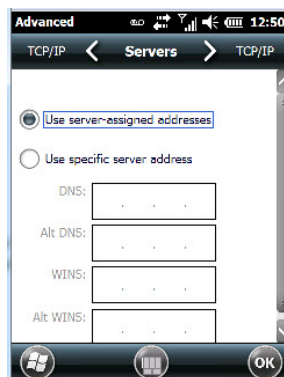 Advanced 12:50
TCP/IP Servers TCP/IP
Use server-assigned addresses
Use specific server address
DNS:
Alt DNS:
WINS:
Alt WINS:
OK